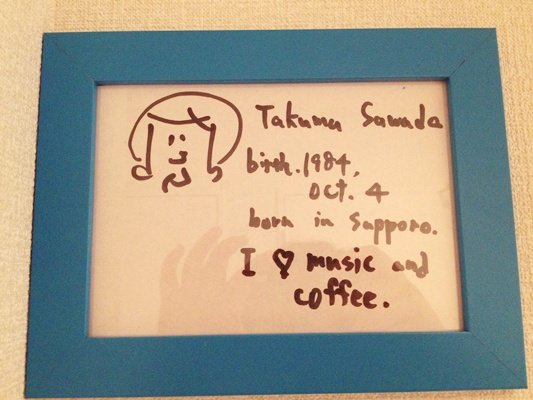 Takuma Sawada
birth. 1984,
oct. 4
born in Sapporo.
I ♡ music and
coffee.